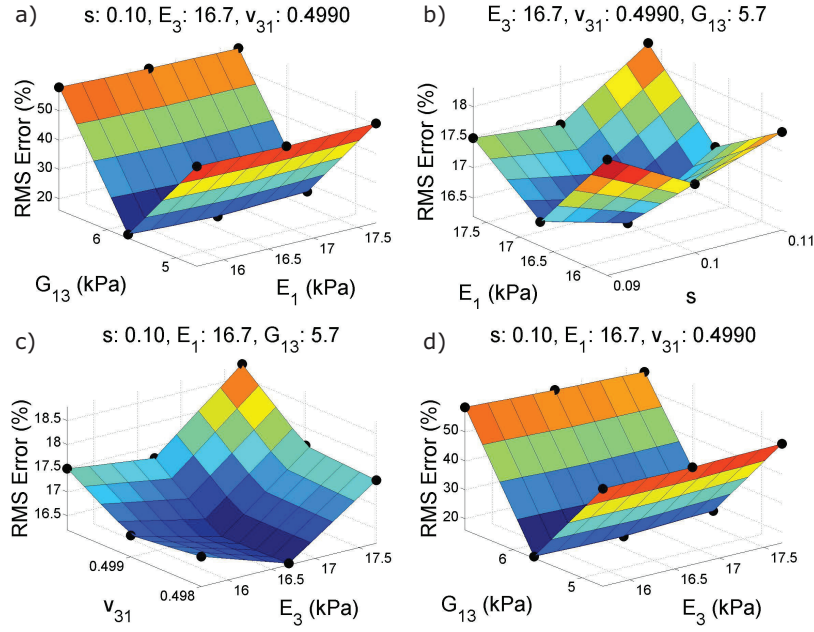 a)
s: 0.10, E3: 16.7, v31: 0.4990
RMS Error (%)
50
40
30
20
6
5
G13 (kPa)
16
16.5
17
17.5
E1 (kPa)
b)
E3: 16.7, v31: 0.4990, G13: 5.7
RMS Error (%)
18
17.5
17
16.5
17.5
17
16.5
16
E1 (kPa)
0.09
0.1
0.11
s
c)
s: 0.10, E1: 16.7, G13: 5.7
RMS Error (%)
18.5
18
17.5
17
16.5
0.499
0.498
v31
16
16.5
17
17.5
E3 (kPa)
d)
s: 0.10, E1: 16.7, v31: 0.4990
RMS Error (%)
50
40
30
20
6
5
G13 (kPa)
16
16.5
17
17.5
E3 (kPa)